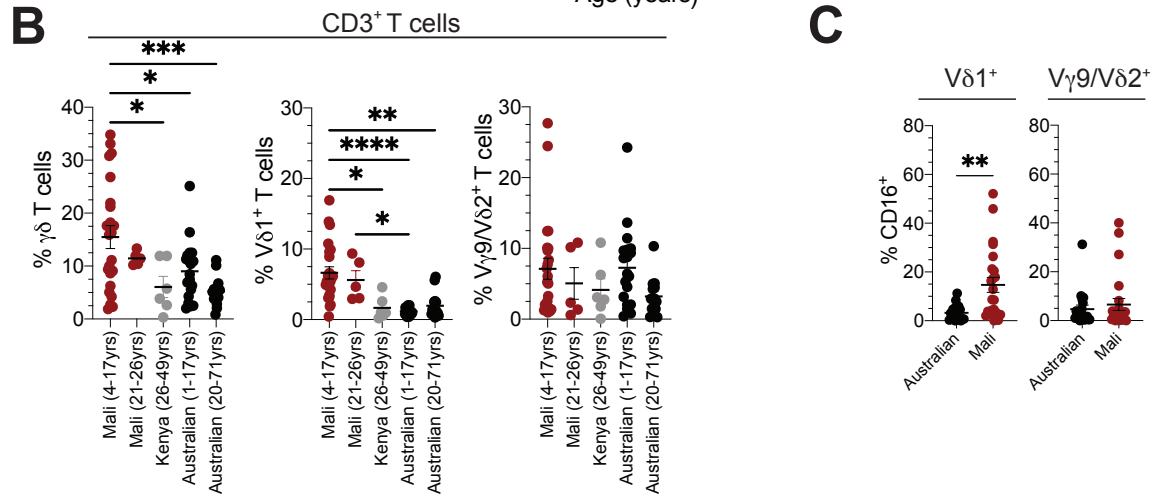 Age (years)
B
CD3⁺ T cells
***
*
*
% γδ T cells
40
30
20
10
0
Mali (4-17yrs)
Mali (21-26yrs)
Kenya (26-49yrs)
Australian (1-17yrs)
Australian (20-71yrs)
**
****
*
*
% Vδ1⁺ T cells
30
20
10
0
Mali (4-17yrs)
Mali (21-26yrs)
Kenya (26-49yrs)
Australian (1-17yrs)
Australian (20-71yrs)
% Vγ9/Vδ2⁺ T cells
30
20
10
0
Mali (4-17yrs)
Mali (21-26yrs)
Kenya (26-49yrs)
Australian (1-17yrs)
Australian (20-71yrs)
C
Vδ1⁺
**
% CD16⁺
80
60
40
20
0
Australian
Mali
Vγ9/Vδ2⁺
80
60
40
20
0
Australian
Mali